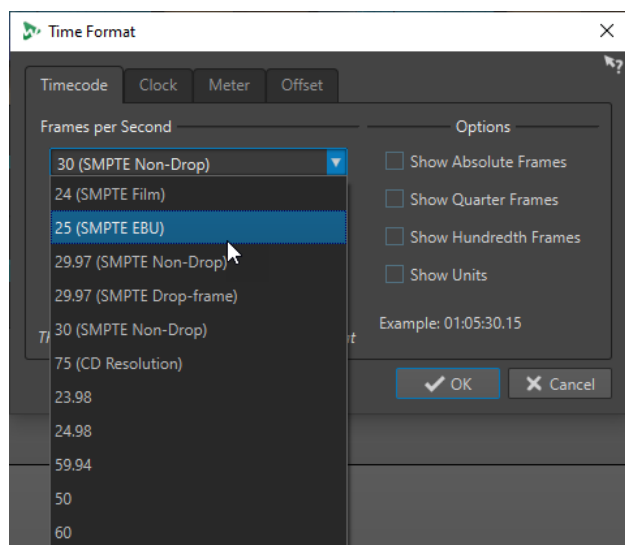 Time Format
Timecode Clock Meter Offset
Frames per Second
30 (SMPTE Non-Drop)
24 (SMPTE Film)
25 (SMPTE EBU)
29.97 (SMPTE Non-Drop)
29.97 (SMPTE Drop-frame)
30 (SMPTE Non-Drop)
75 (CD Resolution)
23.98
24.98
59.94
50
60
Options
Show Absolute Frames
Show Quarter Frames
Show Hundredth Frames
Show Units
Example: 01:05:30.15
OK Cancel